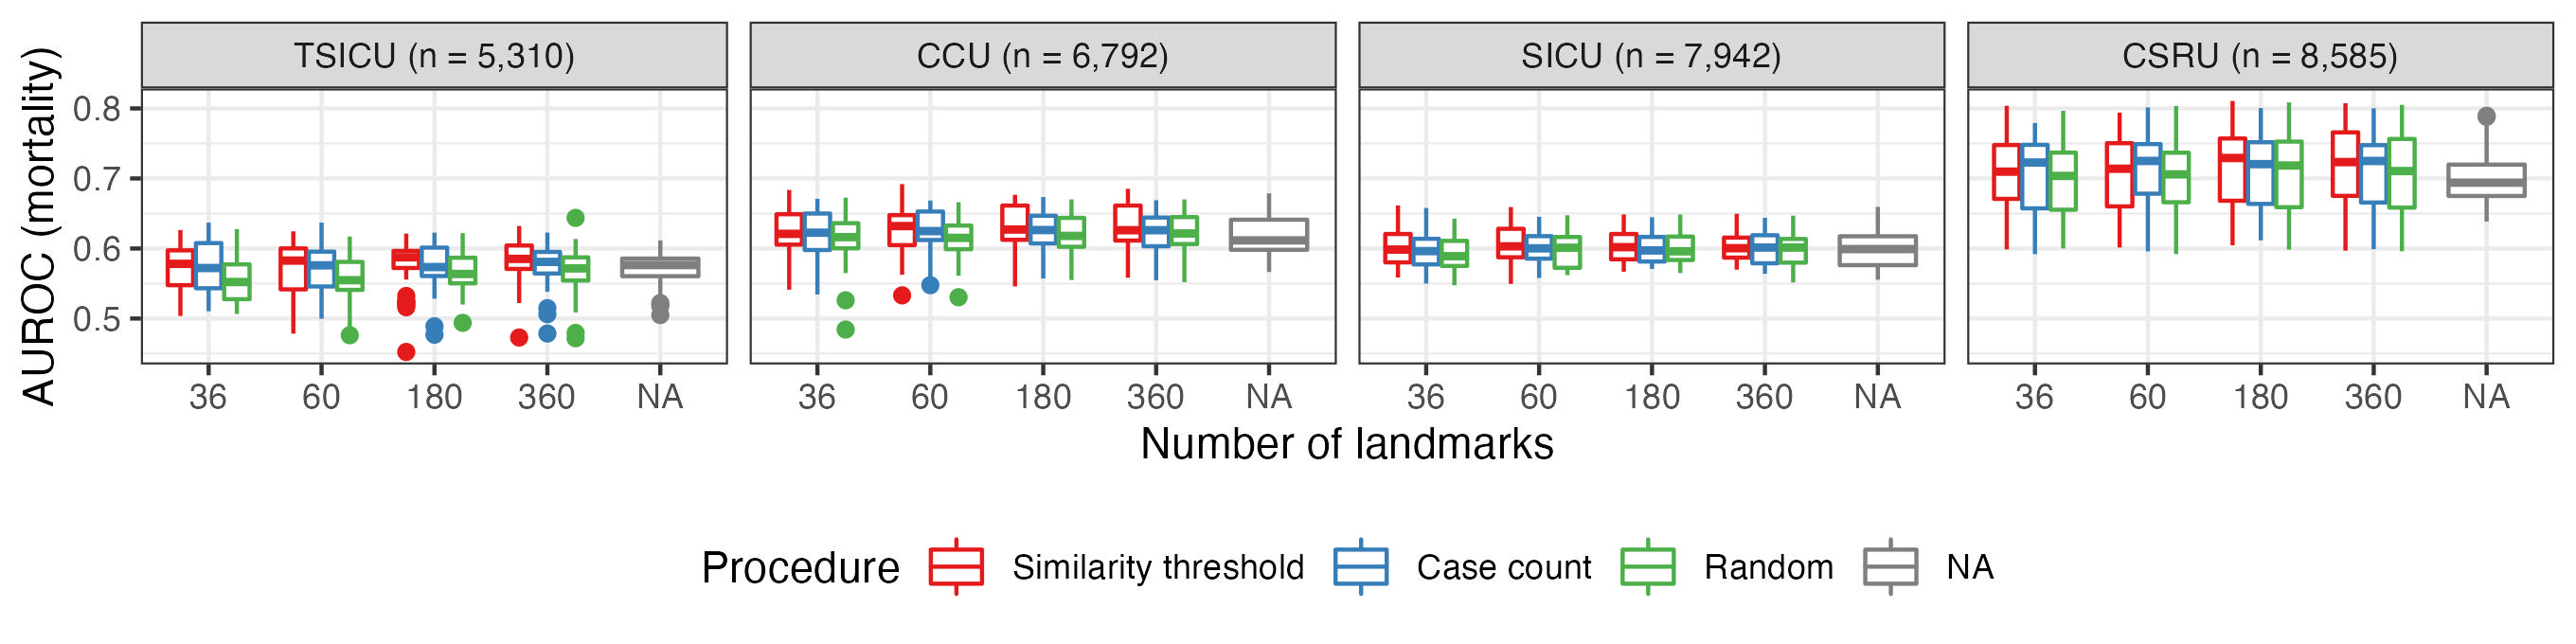 TSICU (n = 5,310)
CCU (n = 6,792)
SICU (n = 7,942)
CSRU (n = 8,585)
AUROC (mortality)
0.8
0.7
0.6
0.5
36 60 180 360 NA
36 60 180 360 NA
36 60 180 360 NA
36 60 180 360 NA
Number of landmarks
Procedure Similarity threshold Case count Random NA